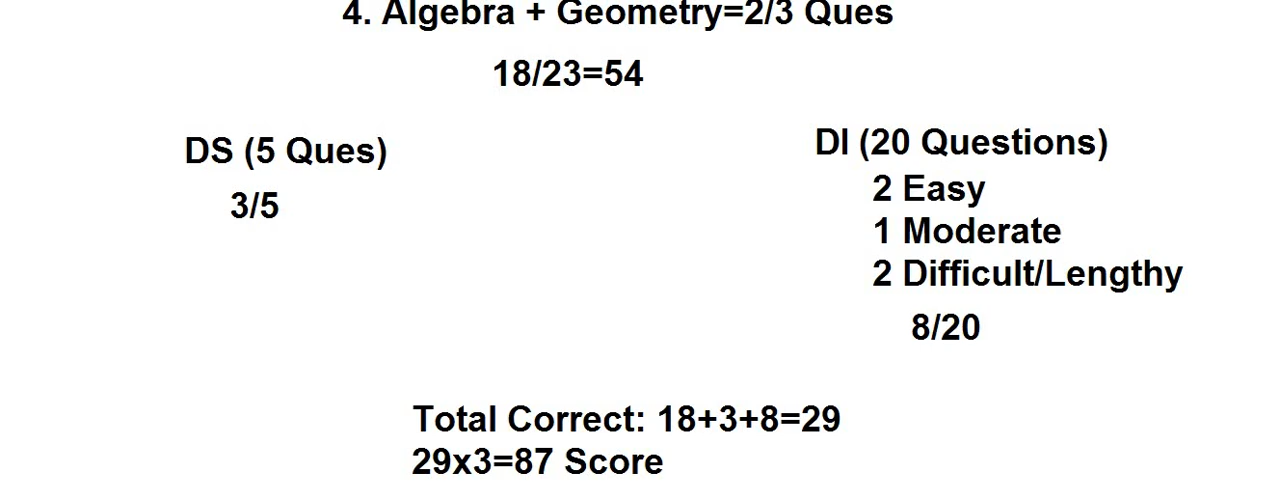 4. Algebra + Geometry=2/3 Ques
18/23=54
DS (5 Ques)
3/5
DI (20 Questions)
2 Easy
1 Moderate
2 Difficult/Lengthy
8/20
Total Correct: 18+3+8=29
29x3=87 Score